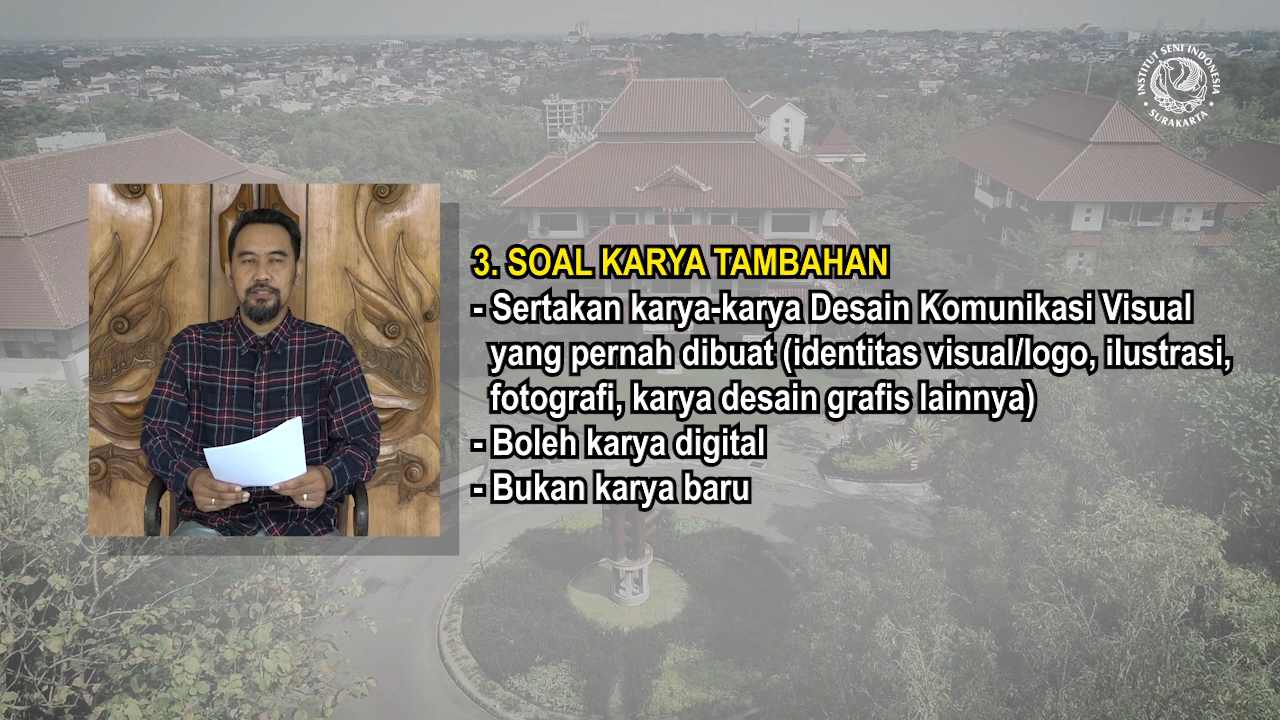 INSTITUT SENI INDONESIA
SURAKARTA
FSRD
3. SOAL KARYA TAMBAHAN
- Sertakan karya-karya Desain Komunikasi Visual
yang pernah dibuat (identitas visual/logo, ilustrasi,
fotografi, karya desain grafis lainnya)
- Boleh karya digital
- Bukan karya baru